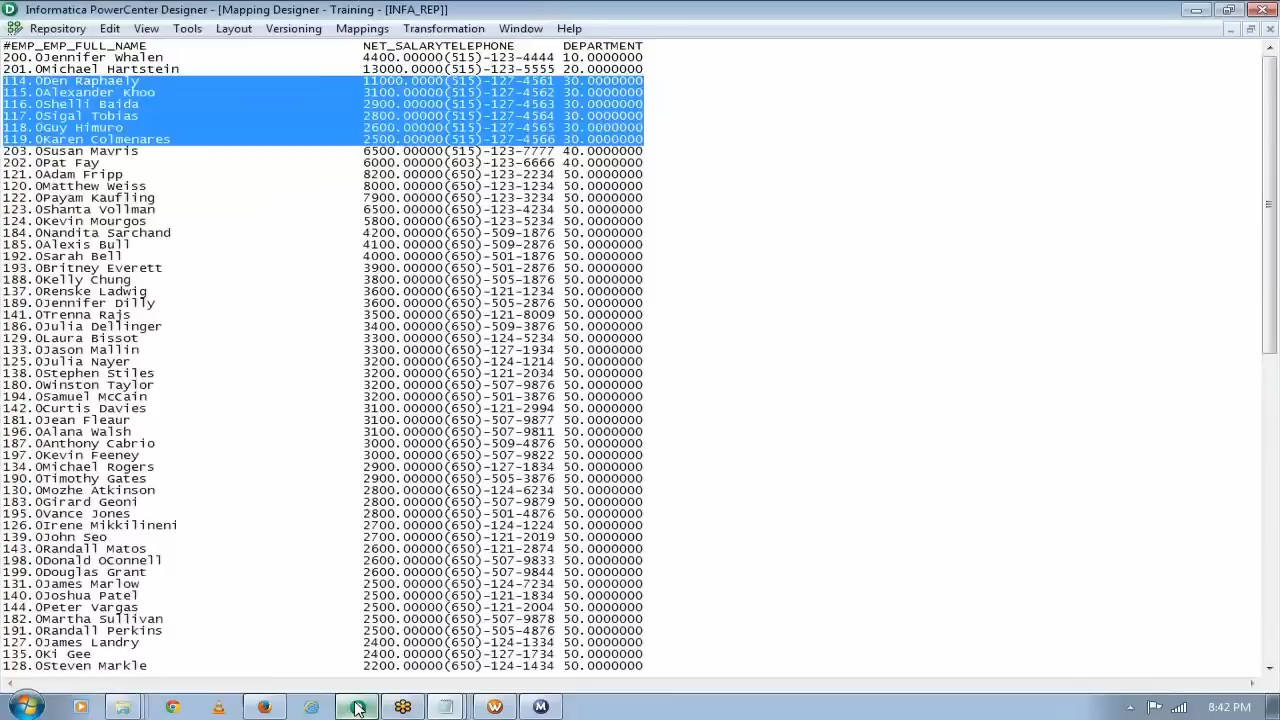 Informatica PowerCenter Designer - [Mapping Designer - Training - [INFA_REP]]
Repository Edit View Tools Layout Versioning Mappings Transformation Window Help
#EMP_EMP_FULL_NAME NET_SALARYTELEPHONE DEPARTMENT
200.0Jennifer Whalen 4400.00000(515)-123-4444 10.0000000
201.0Michael Hartstein 13000.0000(515)-123-5555 20.0000000
114.0Den Raphaely 11000.0000(515)-127-4561 30.0000000
115.0Alexander Khoo 3100.00000(515)-127-4562 30.0000000
116.0Shelli Baida 2900.00000(515)-127-4563 30.0000000
117.0Sigal Tobias 2800.00000(515)-127-4564 30.0000000
118.0Guy Himuro 2600.00000(515)-127-4565 30.0000000
119.0Karen Colmenares 2500.00000(515)-127-4566 30.0000000
203.0Susan Mavris 6500.00000(515)-123-7777 40.0000000
202.0Pat Fay 6000.00000(603)-123-6666 40.0000000
121.0Adam Fripp 8200.00000(650)-123-2234 50.0000000
120.0Matthew Weiss 8000.00000(650)-123-1234 50.0000000
122.0Payam Kaufling 7900.00000(650)-123-3234 50.0000000
123.0Shanta Vollman 6500.00000(650)-123-4234 50.0000000
124.0Kevin Mourgos 5800.00000(650)-123-5234 50.0000000
184.0Nandita Sarchand 4200.00000(650)-509-1876 50.0000000
185.0Alexis Bull 4100.00000(650)-509-2876 50.0000000
192.0Sarah Bell 4000.00000(650)-501-1876 50.0000000
193.0Britney Everett 3900.00000(650)-501-2876 50.0000000
188.0Kelly Chung 3800.00000(650)-505-1876 50.0000000
137.0Renske Ladwig 3600.00000(650)-121-1234 50.0000000
189.0Jennifer Dilly 3600.00000(650)-505-2876 50.0000000
141.0Trenna Rajs 3500.00000(650)-121-8009 50.0000000
186.0Julia Dellinger 3400.00000(650)-509-3876 50.0000000
129.0Laura Bissot 3300.00000(650)-124-5234 50.0000000
133.0Jason Mallin 3300.00000(650)-127-1934 50.0000000
125.0Julia Nayer 3200.00000(650)-124-1214 50.0000000
138.0Stephen Stiles 3200.00000(650)-121-2034 50.0000000
180.0Winston Taylor 3200.00000(650)-507-9876 50.0000000
194.0Samuel McCain 3200.00000(650)-501-3876 50.0000000
142.0Curtis Davies 3100.00000(650)-121-2994 50.0000000
181.0Jean Fleaur 3100.00000(650)-507-9877 50.0000000
196.0Alana Walsh 3100.00000(650)-507-9811 50.0000000
187.0Anthony Cabrio 3000.00000(650)-509-4876 50.0000000
197.0Kevin Feeney 3000.00000(650)-507-9822 50.0000000
134.0Michael Rogers 2900.00000(650)-127-1834 50.0000000
190.0Timothy Gates 2900.00000(650)-505-3876 50.0000000
130.0Mozhe Atkinson 2800.00000(650)-124-6234 50.0000000
183.0Girard Geoni 2800.00000(650)-507-9879 50.0000000
195.0Vance Jones 2800.00000(650)-501-4876 50.0000000
126.0Irene Mikkilineni 2700.00000(650)-124-1224 50.0000000
139.0John Seo 2700.00000(650)-121-2019 50.0000000
143.0Randall Matos 2600.00000(650)-121-2874 50.0000000
198.0Donald OConnell 2600.00000(650)-507-9833 50.0000000
199.0Douglas Grant 2600.00000(650)-507-9844 50.0000000
131.0James Marlow 2500.00000(650)-124-7234 50.0000000
140.0Joshua Patel 2500.00000(650)-121-1834 50.0000000
144.0Peter Vargas 2500.00000(650)-121-2004 50.0000000
182.0Martha Sullivan 2500.00000(650)-507-9878 50.0000000
191.0Randall Perkins 2500.00000(650)-505-4876 50.0000000
127.0James Landry 2400.00000(650)-124-1334 50.0000000
135.0Ki Gee 2400.00000(650)-127-1734 50.0000000
128.0Steven Markle 2200.00000(650)-124-1434 50.0000000
8:42 PM